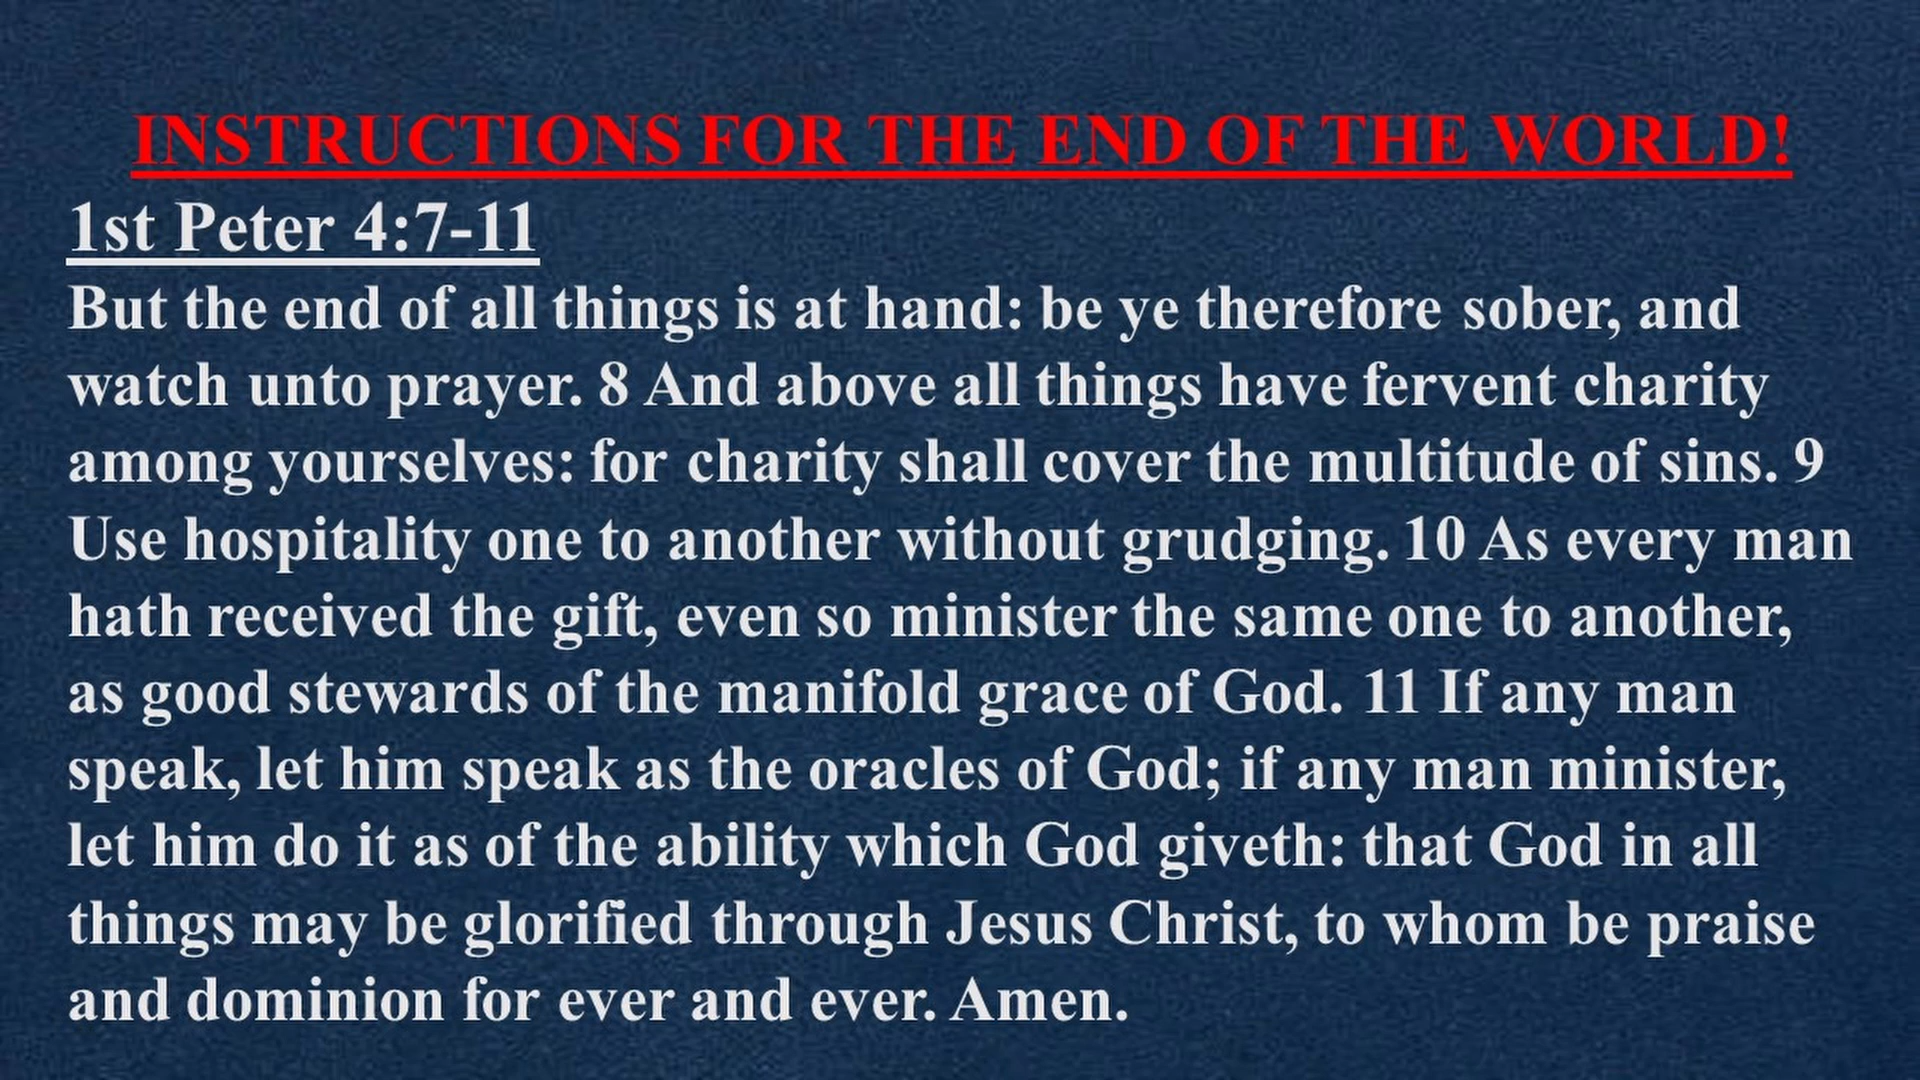 INSTRUCTIONS FOR THE END OF THE WORLD!
1st Peter 4:7-11
But the end of all things is at hand: be ye therefore sober, and
watch unto prayer. 8 And above all things have fervent charity
among yourselves: for charity shall cover the multitude of sins. 9
Use hospitality one to another without grudging. 10 As every man
hath received the gift, even so minister the same one to another,
as good stewards of the manifold grace of God. 11 If any man
speak, let him speak as the oracles of God; if any man minister,
let him do it as of the ability which God giveth: that God in all
things may be glorified through Jesus Christ, to whom be praise
and dominion for ever and ever. Amen.